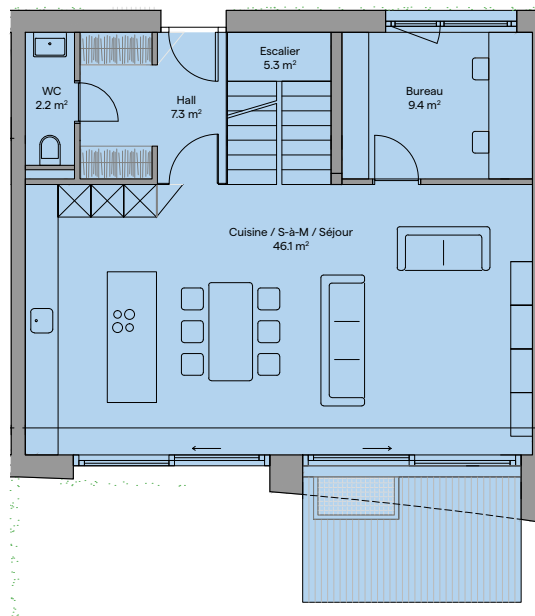 Escalier
5.3 m²
WC
2.2 m²
Hall
7.3 m²
Bureau
9.4 m²
Cuisine / S-à-M / Séjour
46.1 m²